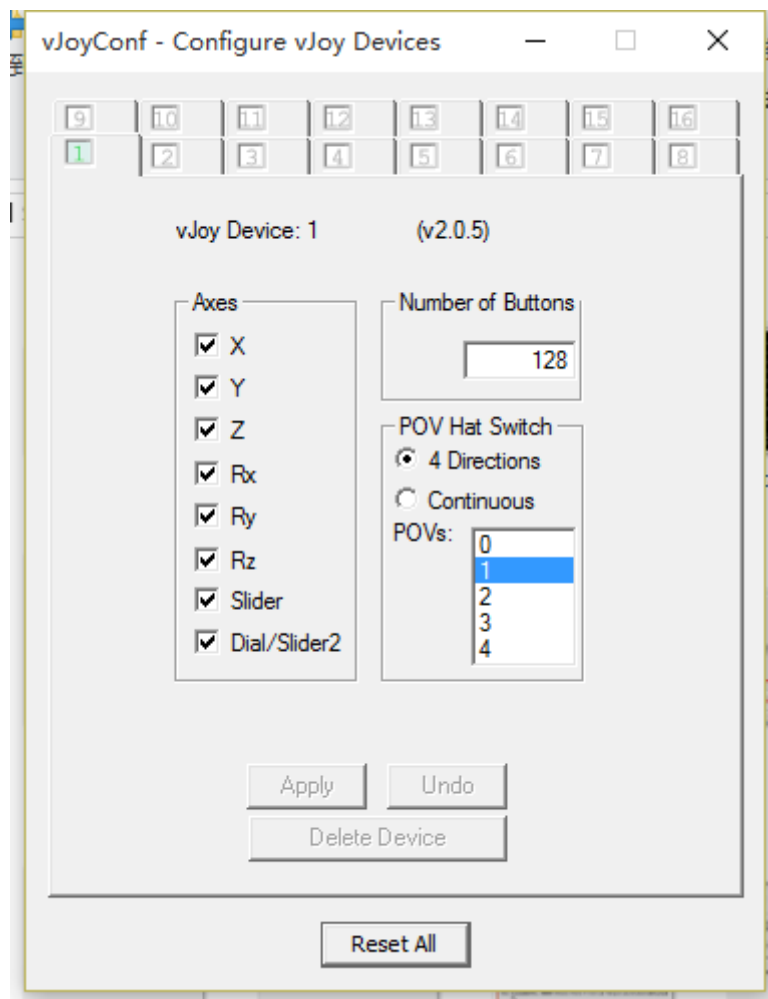 vJoyConf - Configure vJoy Devices
9 10 11 12 13 14 15 16
1 2 3 4 5 6 7 8
vJoy Device: 1 (v2.0.5)
Axes
X
Y
Z
Rx
Ry
Rz
Slider
Dial/Slider2
Number of Buttons
128
POV Hat Switch
4 Directions
Continuous
POVs:
0
1
2
3
4
Apply Undo
Delete Device
Reset All